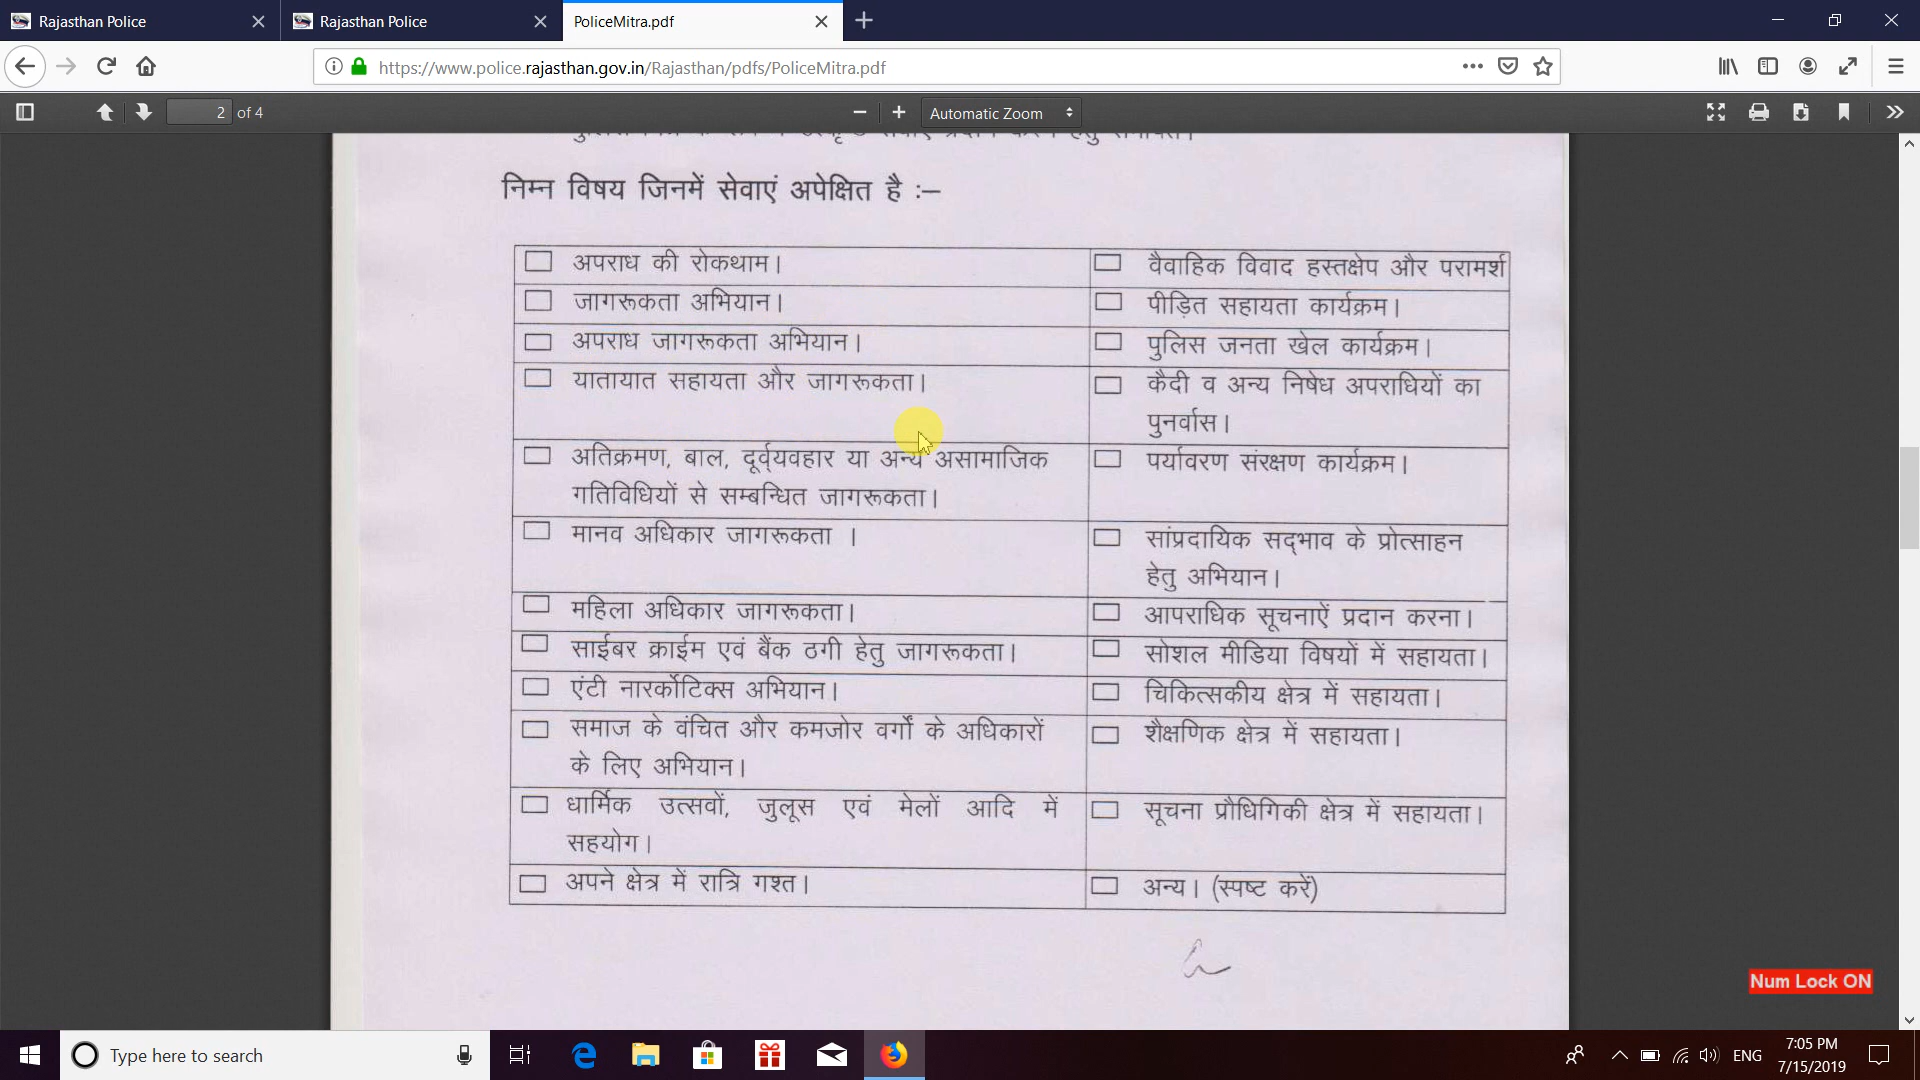 Rajasthan Police
Rajasthan Police
PoliceMitra.pdf
https://www.police.rajasthan.gov.in/Rajasthan/pdfs/PoliceMitra.pdf
2 of 4
Automatic Zoom
निम्न विषय जिनमें सेवाएं अपेक्षित है :–
अपराध की रोकथाम।
वैवाहिक विवाद हस्तक्षेप और परामर्श
जागरूकता अभियान।
पीड़ित सहायता कार्यक्रम।
अपराध जागरूकता अभियान।
पुलिस जनता खेल कार्यक्रम।
यातायात सहायता और जागरूकता।
कैदी व अन्य निषेध अपराधियों का
पुनर्वास।
अतिक्रमण, बाल, दूर्व्यवहार या अन्य असामाजिक
गतिविधियों से सम्बन्धित जागरूकता।
पर्यावरण संरक्षण कार्यक्रम।
मानव अधिकार जागरूकता ।
सांप्रदायिक सद्भाव के प्रोत्साहन
हेतु अभियान।
महिला अधिकार जागरूकता।
आपराधिक सूचनाऐं प्रदान करना।
साईबर क्राईम एवं बैंक ठगी हेतु जागरूकता।
सोशल मीडिया विषयों में सहायता।
एंटी नारर्कोटिक्स अभियान।
चिकित्सकीय क्षेत्र में सहायता।
समाज के वंचित और कमजोर वर्गों के अधिकारों
के लिए अभियान।
शैक्षणिक क्षेत्र में सहायता।
धार्मिक उत्सवों, जुलूस एवं मेलों आदि में
सहयोग।
सूचना प्रौधिगिकी क्षेत्र में सहायता।
अपने क्षेत्र में रात्रि गश्त।
अन्य। (स्पष्ट करें)
Num Lock ON
Type here to search
ENG
7:05 PM
7/15/2019